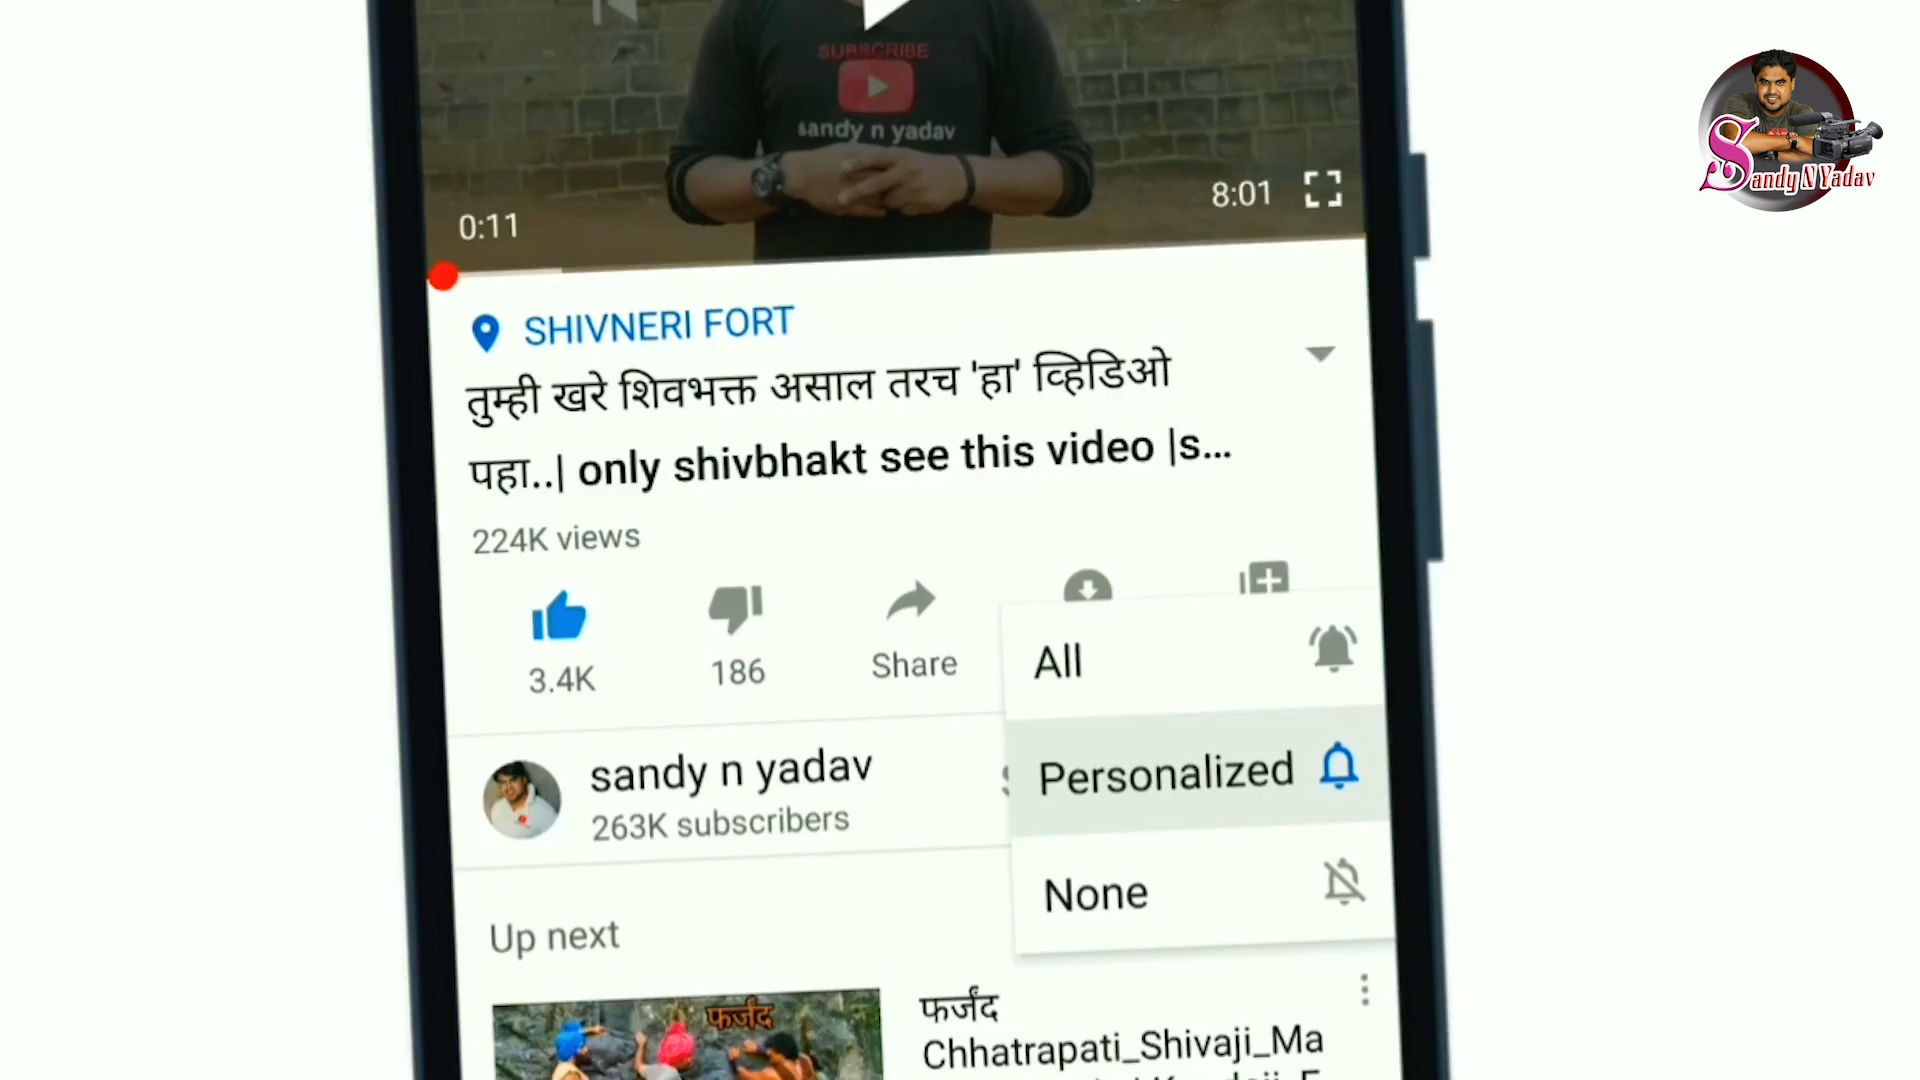 SUBSCRIBE
sandy n yadav
0:11
8:01
Sandy N Yadav
SHIVNERI FORT
तुम्ही खरे शिवभक्त असाल तरच 'हा' व्हिडिओ
पहा..| only shivbhakt see this video |s...
224K views
3.4K
186
Share
All
Personalized
None
sandy n yadav
263K subscribers
Up next
फर्जंद
फर्जंद
Chhatrapati_Shivaji_Ma